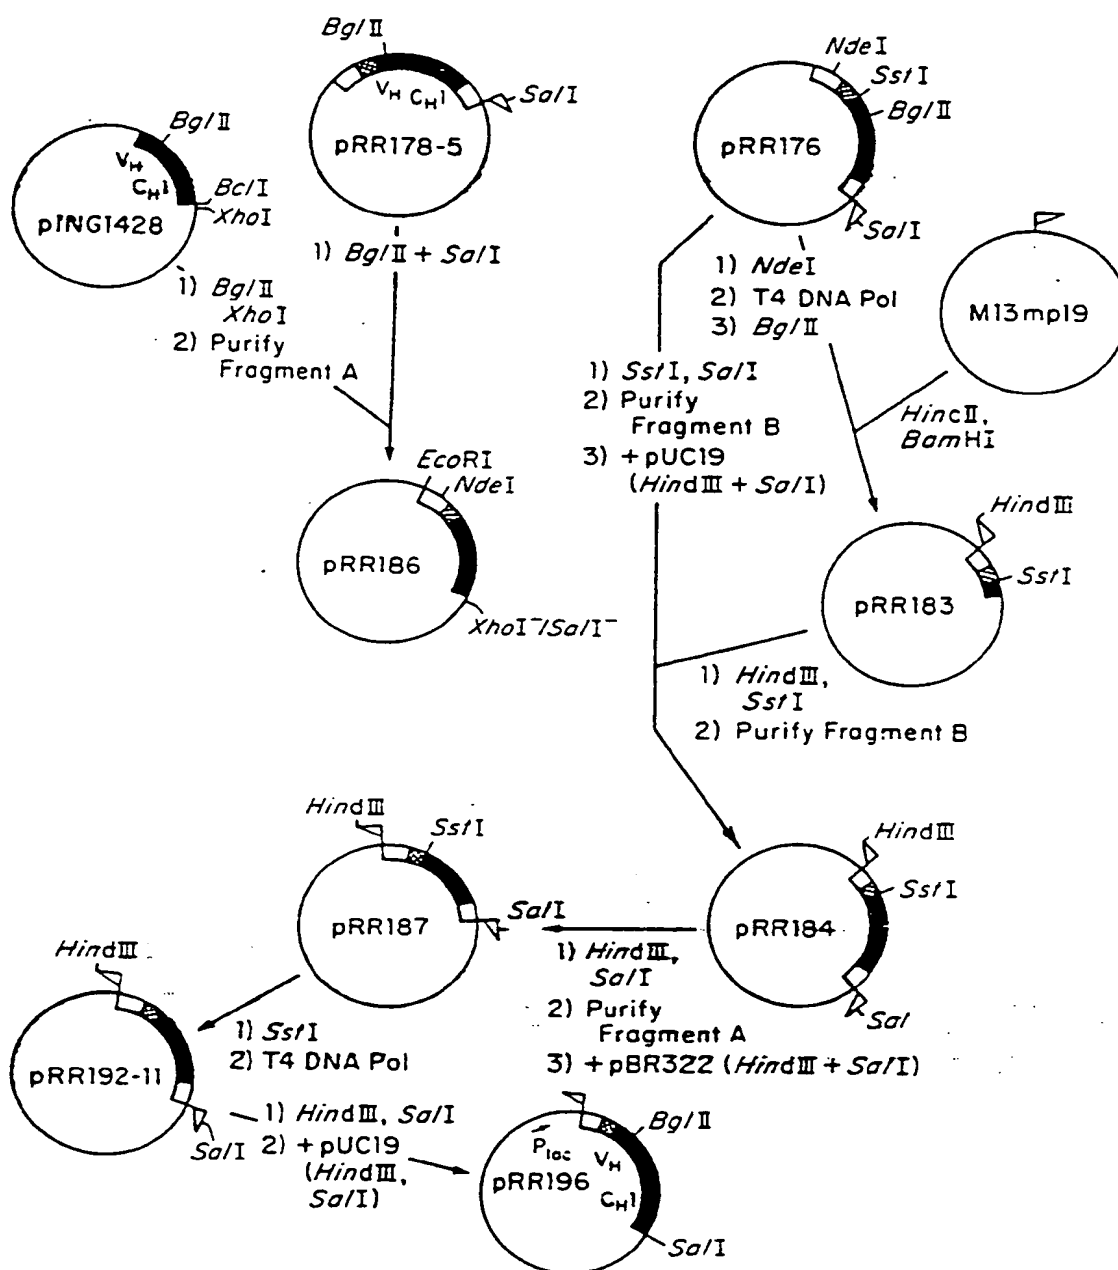 BglII
VH CH1
SalI
pRR178-5
BglII
VH
CH1
BclI
XhoI
pING1428
1) BglII
XhoI
2) Purify
Fragment A
1) BglII + SalI
EcoRI
NdeI
pRR186
XhoI⁻/SalI⁻
NdeI
SstI
BglII
pRR176
SalI
1) NdeI
2) T4 DNA Pol
3) BglII
M13mp19
HincII,
BamHI
1) SstI, SalI
2) Purify
Fragment B
3) + pUC19
(HindIII + SalI)
HindIII
SstI
pRR183
1) HindIII,
SstI
2) Purify Fragment B
HindIII
SstI
pRR184
Sal
1) HindIII,
SalI
2) Purify
Fragment A
3) + pBR322 (HindIII + SalI)
HindIII
SstI
pRR187
SalI
1) SstI
2) T4 DNA Pol
HindIII
pRR192-11
SalI
1) HindIII, SalI
2) + pUC19
(HindIII,
SalI)
Plac
BglII
VH
pRR196
CH1
SalI